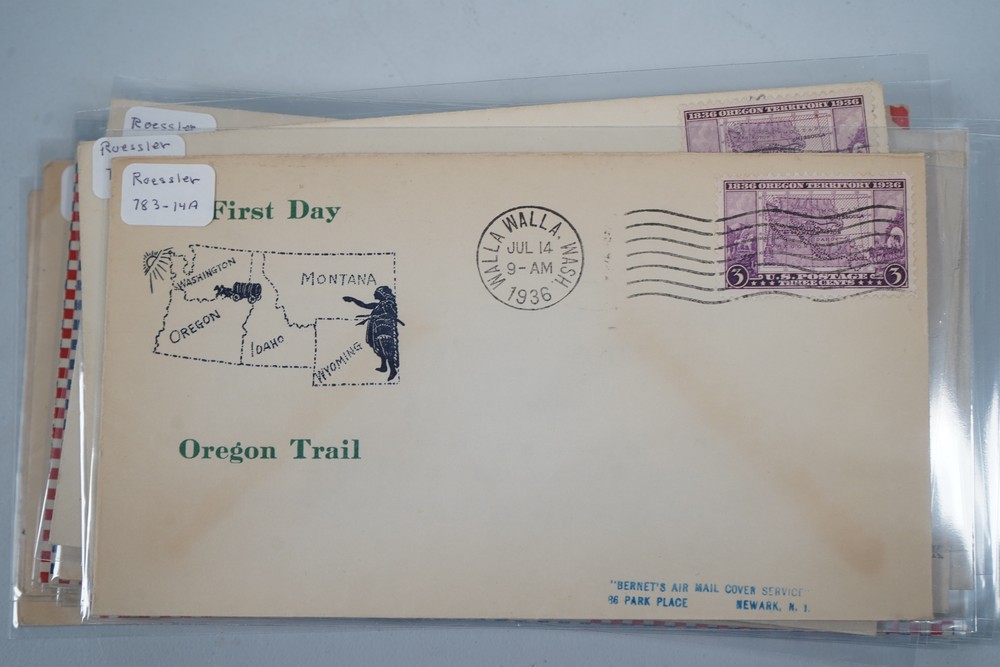 Roessler
1836 OREGON TERRITORY 1936
Roessler
Roessler
783-14A
First Day
WALLA WALLA, WASH.
JUL 14
9-AM
1936
1836 OREGON TERRITORY 1936
U.S. POSTAGE
THREE CENTS
3 3
WASHINGTON
MONTANA
OREGON
IDAHO
WYOMING
Oregon Trail
"BERNET'S AIR MAIL COVER SERVICE
86 PARK PLACE NEWARK, N. J.